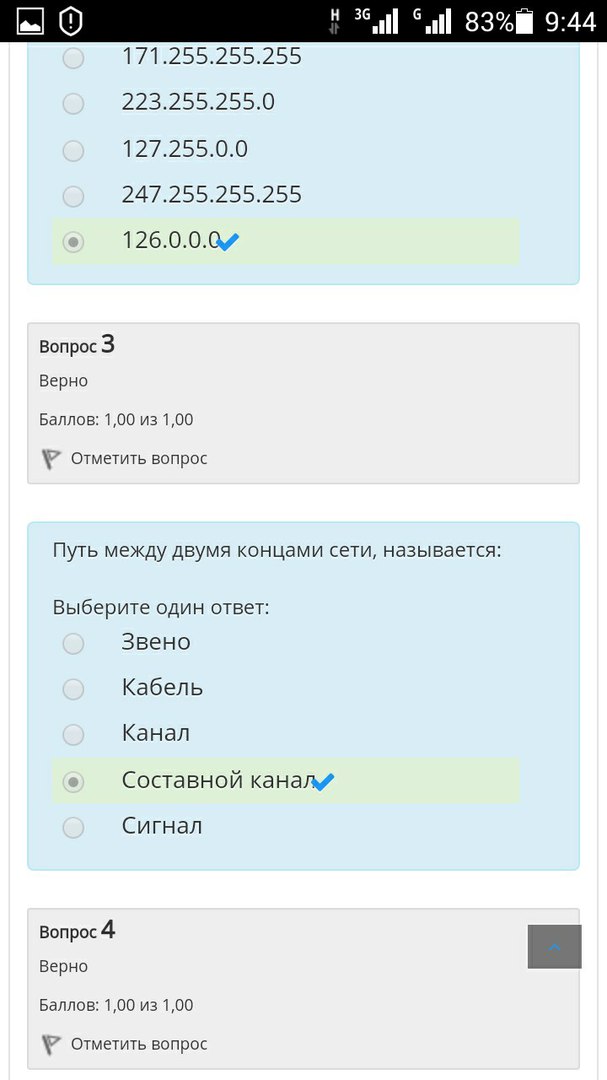 H 3G G 83% 9:44
171.255.255.255
223.255.255.0
127.255.0.0
247.255.255.255
126.0.0.0
Вопрос 3
Верно
Баллов: 1,00 из 1,00
Отметить вопрос
Путь между двумя концами сети, называется:
Выберите один ответ:
Звено
Кабель
Канал
Составной канал
Сигнал
Вопрос 4
Верно
Баллов: 1,00 из 1,00
Отметить вопрос